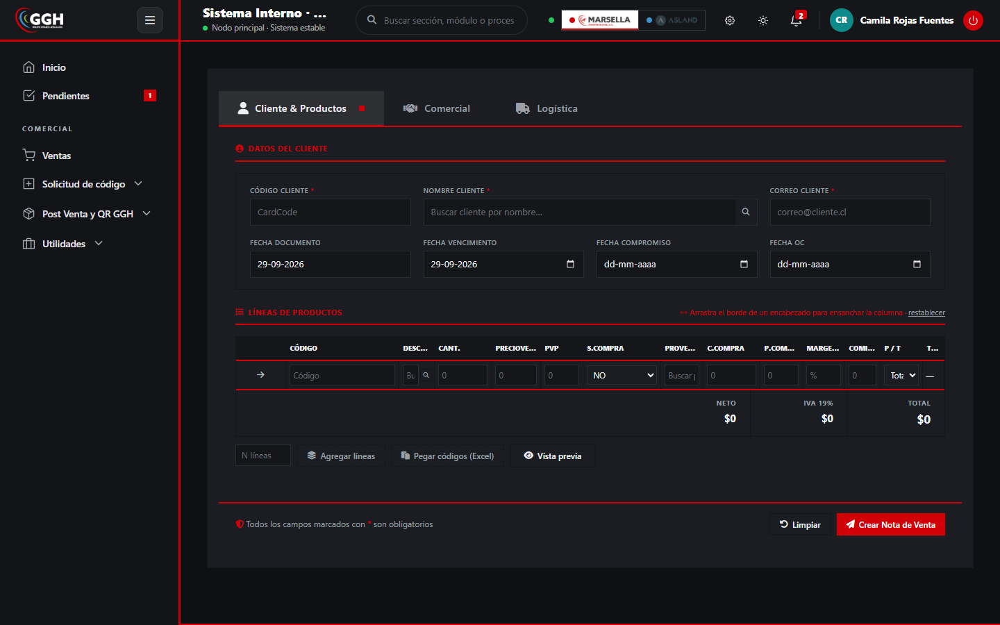 GGH
Sistema Interno · ...
Nodo principal · Sistema estable
Buscar sección, módulo o proces
MARSELLA
ASLAND
2
CR
Camila Rojas Fuentes
Inicio
Pendientes
1
COMERCIAL
Ventas
Solicitud de código
Post Venta y QR GGH
Utilidades
Cliente & Productos
Comercial
Logística
DATOS DEL CLIENTE
CÓDIGO CLIENTE *
NOMBRE CLIENTE *
CORREO CLIENTE *
CardCode
Buscar cliente por nombre...
correo@cliente.cl
FECHA DOCUMENTO
FECHA VENCIMIENTO
FECHA COMPROMISO
FECHA OC
29-09-2026
29-09-2026
dd-mm-aaaa
dd-mm-aaaa
LÍNEAS DE PRODUCTOS
↔ Arrastra el borde de un encabezado para ensanchar la columna · restablecer
CÓDIGO DESC... CANT. PRECIOVE... PVP S.COMPRA PROVE... C.COMPRA P.COM... MARGE... COMI... P / T T...
→ Código Bu 0 0 0 NO Buscar 0 0 % 0 Tota —
NETO
$0
IVA 19%
$0
TOTAL
$0
N líneas
Agregar líneas
Pegar códigos (Excel)
Vista previa
Todos los campos marcados con * son obligatorios
Limpiar
Crear Nota de Venta